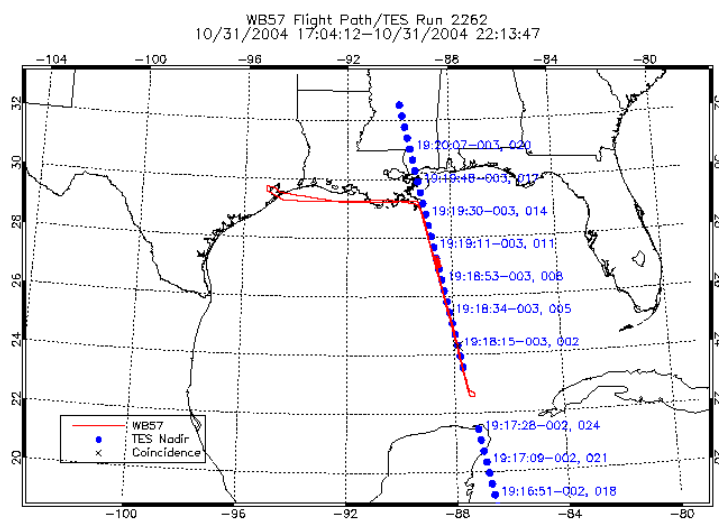 WB57 Flight Path/TES Run 2262
10/31/2004 17:04:12-10/31/2004 22:13:47
-104 -100 -96 -92 -88 -84 -80
32
30
28
26
24
22
20
19:20:07-003, 020
19:19:48-003, 017
19:19:30-003, 014
19:19:11-003, 011
19:18:53-003, 008
19:18:34-003, 005
19:18:15-003, 002
19:17:28-002, 024
19:17:09-002, 021
19:16:51-002, 018
WB57
TES Nadir
Coincidence
-100 -96 -92 -88 -84 -80